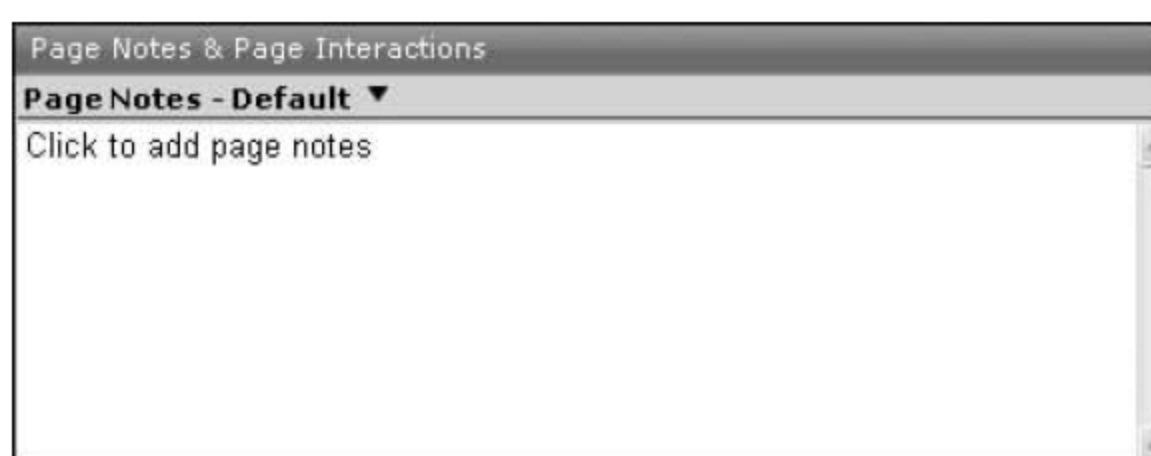 Page Notes & Page Interactions
Page Notes - Default ▼
Click to add page notes